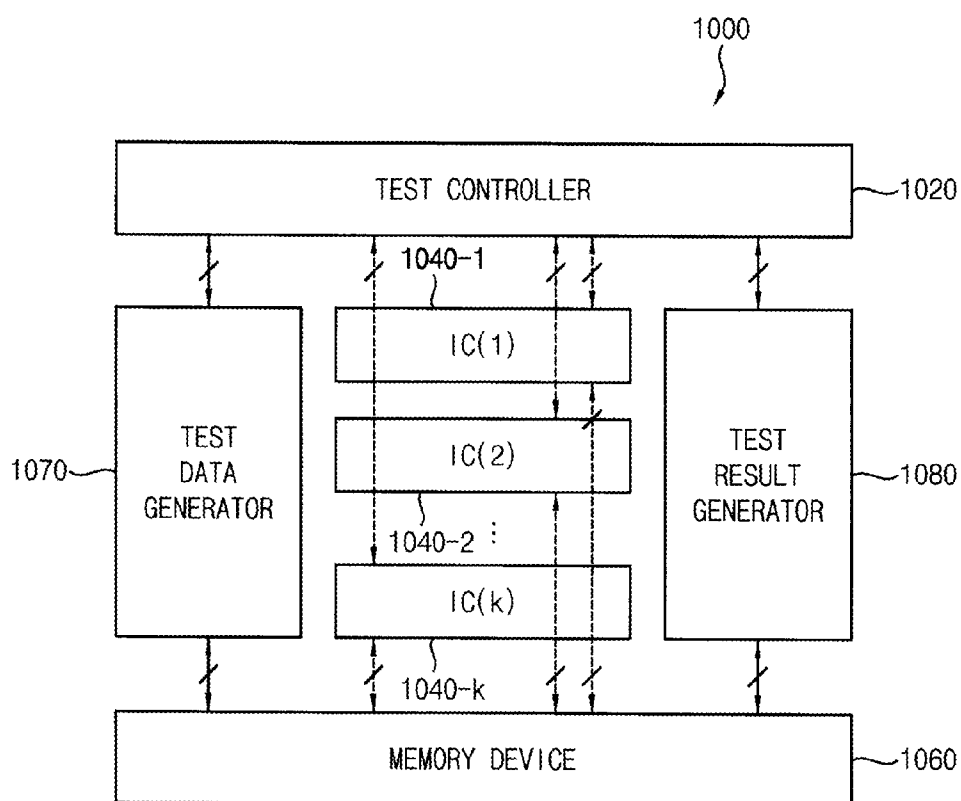 1000
TEST CONTROLLER
1020
1040-1
IC(1)
TEST
DATA
GENERATOR
1070
IC(2)
1040-2
⋮
IC(k)
1040-k
TEST
RESULT
GENERATOR
1080
MEMORY DEVICE
1060